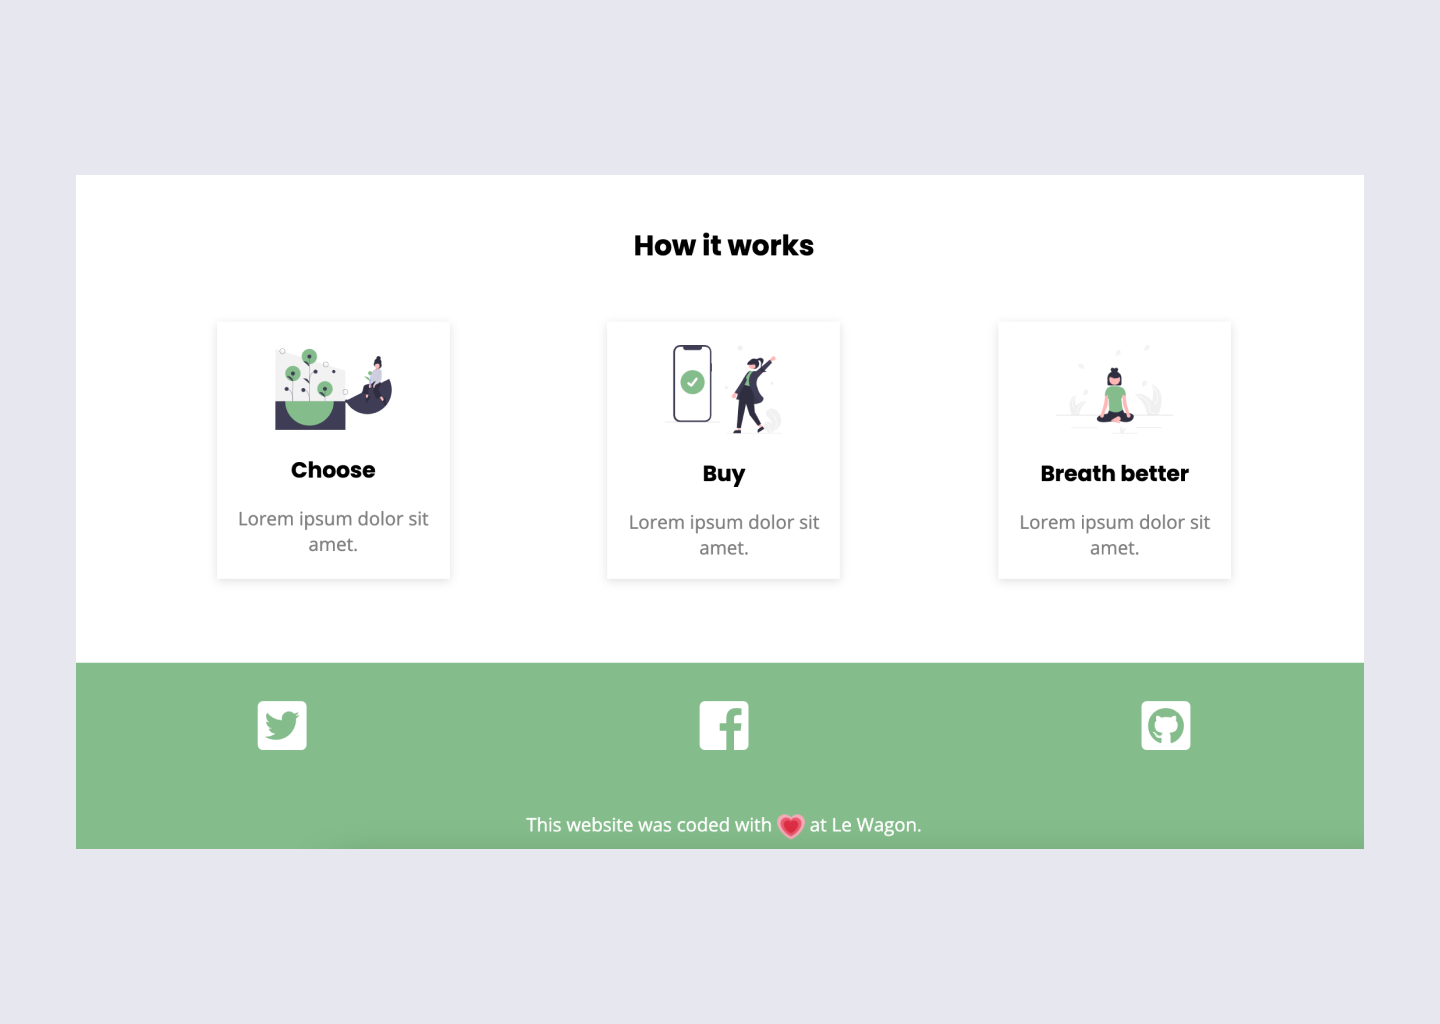 How it works
Choose
Lorem ipsum dolor sit
amet.
Buy
Lorem ipsum dolor sit
amet.
Breath better
Lorem ipsum dolor sit
amet.
This website was coded with 💗 at Le Wagon.